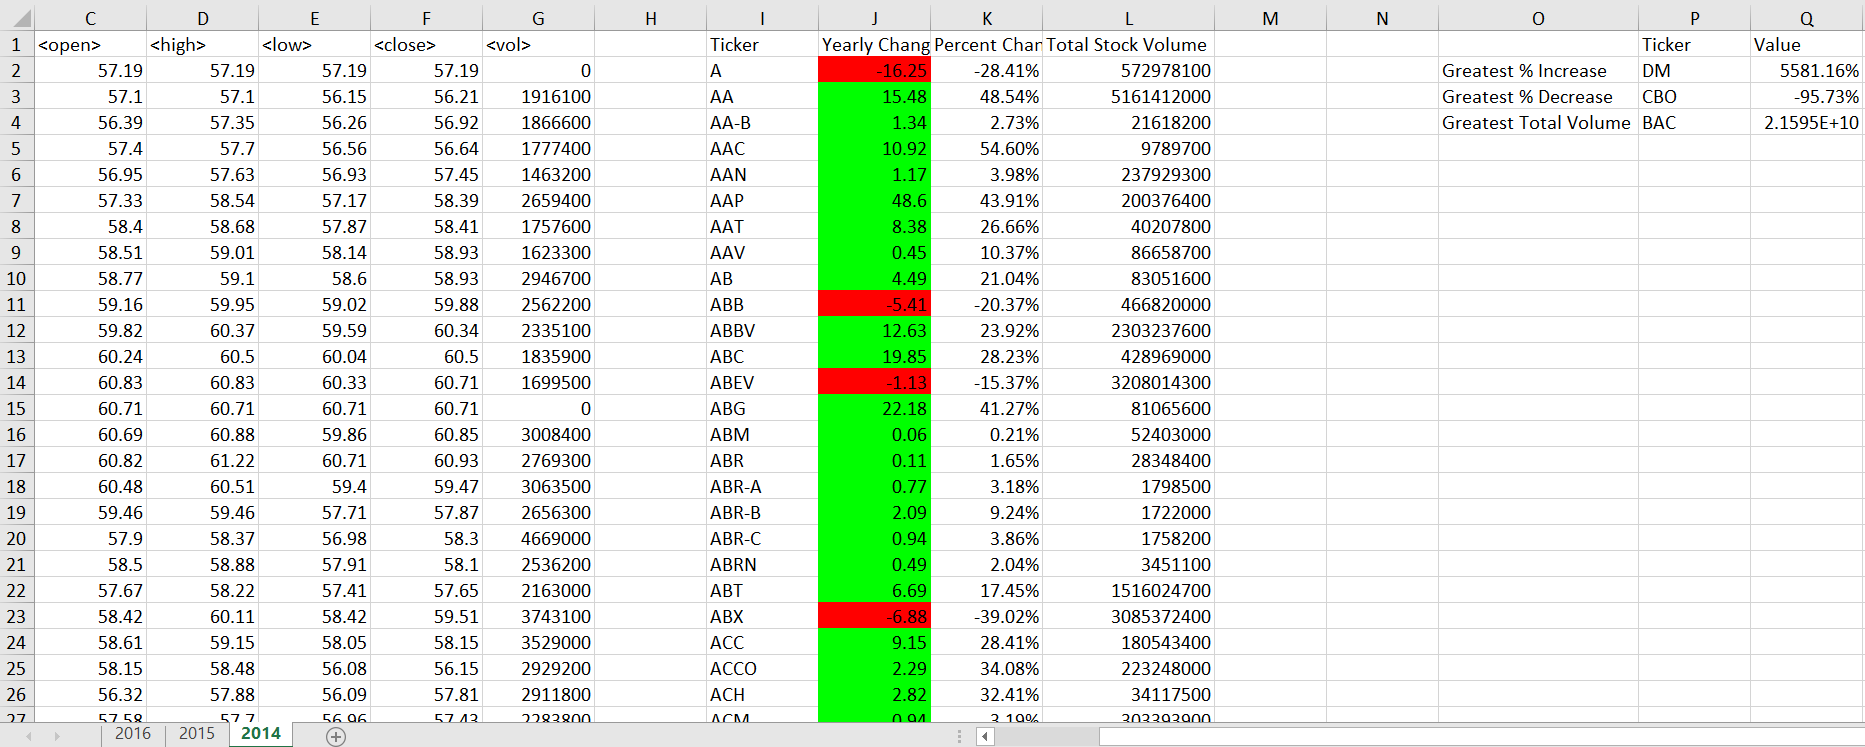 C D E F G H I J K L M N O P Q
1 <open> <high> <low> <close> <vol> Ticker Yearly Chang Percent Char Total Stock Volume Ticker Value
2 57.19 57.19 57.19 57.19 0 A -16.25 -28.41% 572978100 Greatest % Increase DM 5581.16%
3 57.1 57.1 56.15 56.21 1916100 AA 15.48 48.54% 5161412000 Greatest % Decrease CBO -95.73%
4 56.39 57.35 56.26 56.92 1866600 AA-B 1.34 2.73% 21618200 Greatest Total Volume BAC 2.1595E+10
5 57.4 57.7 56.56 56.64 1777400 AAC 10.92 54.60% 9789700
6 56.95 57.63 56.93 57.45 1463200 AAN 1.17 3.98% 237929300
7 57.33 58.54 57.17 58.39 2659400 AAP 48.6 43.91% 200376400
8 58.4 58.68 57.87 58.41 1757600 AAT 8.38 26.66% 40207800
9 58.51 59.01 58.14 58.93 1623300 AAV 0.45 10.37% 86658700
10 58.77 59.1 58.6 58.93 2946700 AB 4.49 21.04% 83051600
11 59.16 59.95 59.02 59.88 2562200 ABB -5.41 -20.37% 466820000
12 59.82 60.37 59.59 60.34 2335100 ABBV 12.63 23.92% 2303237600
13 60.24 60.5 60.04 60.5 1835900 ABC 19.85 28.23% 428969000
14 60.83 60.83 60.33 60.71 1699500 ABEV -1.13 -15.37% 3208014300
15 60.71 60.71 60.71 60.71 0 ABG 22.18 41.27% 81065600
16 60.69 60.88 59.86 60.85 3008400 ABM 0.06 0.21% 52403000
17 60.82 61.22 60.71 60.93 2769300 ABR 0.11 1.65% 28348400
18 60.48 60.51 59.4 59.47 3063500 ABR-A 0.77 3.18% 1798500
19 59.46 59.46 57.71 57.87 2656300 ABR-B 2.09 9.24% 1722000
20 57.9 58.37 56.98 58.3 4669000 ABR-C 0.94 3.86% 1758200
21 58.5 58.88 57.91 58.1 2536200 ABRN 0.49 2.04% 3451100
22 57.67 58.22 57.41 57.65 2163000 ABT 6.69 17.45% 1516024700
23 58.42 60.11 58.42 59.51 3743100 ABX -6.88 -39.02% 3085372400
24 58.61 59.15 58.05 58.15 3529000 ACC 9.15 28.41% 180543400
25 58.15 58.48 56.08 56.15 2929200 ACCO 2.29 34.08% 223248000
26 56.32 57.88 56.09 57.81 2911800 ACH 2.82 32.41% 34117500
27 57.58 57.7 56.96 57.43 2283800 ACM 0.94 3.19% 303393900
2016 2015 2014